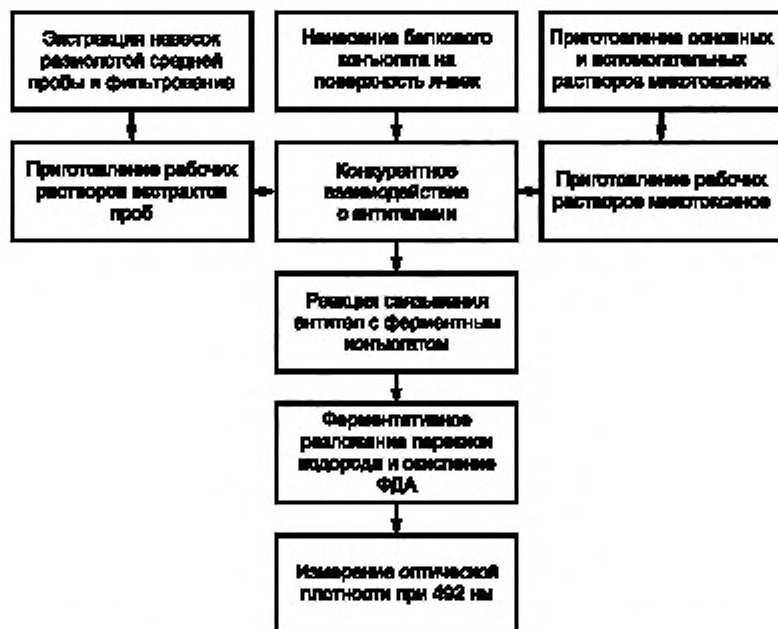 Экстракция навесок
размолотой средней
пробы и фильтрование
Нанесение белкового
конъюгата на
поверхность ячеек
Приготовление основных
и вспомогательных
растворов микотоксинов
Приготовление рабочих
растворов экстрактов
проб
Конкурентное
взаимодействие
с антителами
Приготовление рабочих
растворов микотоксинов
Реакция связывания
антител с ферментным
конъюгатом
Ферментативное
разложение перекиси
водорода и окисление
ФДА
Измерение оптической
плотности при 492 нм